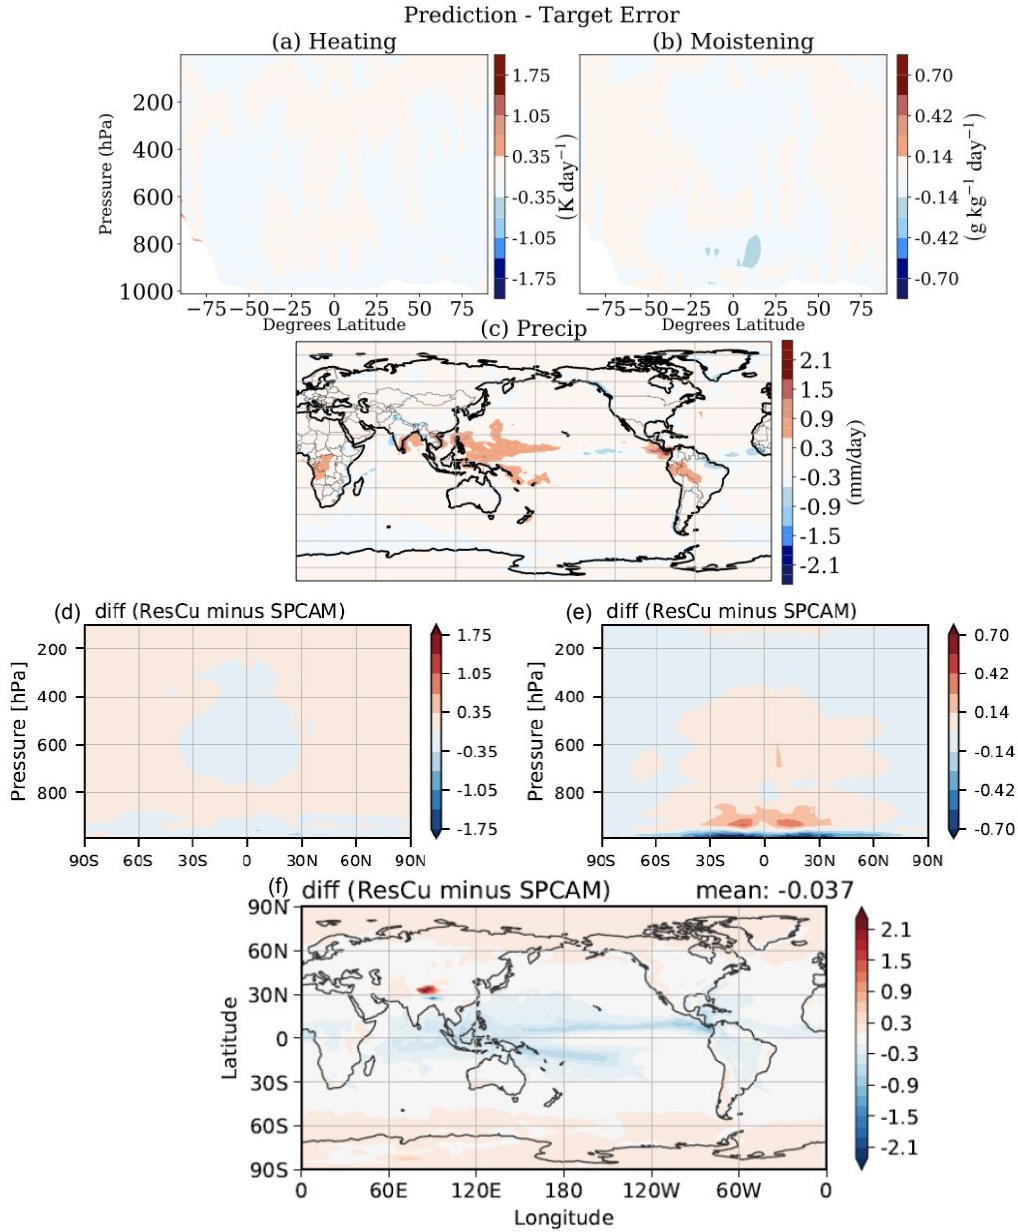 Prediction - Target Error
(a) Heating
(b) Moistening
Pressure (hPa)
200
400
600
800
1000
−75 −50 −25 0 25 50 75
Degrees Latitude
1.75
1.05
0.35
-0.35
-1.05
-1.75
(K day−1)
−75 −50 −25 0 25 50 75
Degrees Latitude
0.70
0.42
0.14
-0.14
-0.42
-0.70
(g kg−1 day−1)
(c) Precip
2.1
1.5
0.9
0.3
-0.3
-0.9
-1.5
-2.1
(mm/day)
(d) diff (ResCu minus SPCAM)
Pressure [hPa]
200
400
600
800
90S 60S 30S 0 30N 60N 90N
1.75
1.05
0.35
-0.35
-1.05
-1.75
(e) diff (ResCu minus SPCAM)
Pressure [hPa]
200
400
600
800
90S 60S 30S 0 30N 60N 90N
0.70
0.42
0.14
-0.14
-0.42
-0.70
(f) diff (ResCu minus SPCAM) mean: -0.037
Latitude
90N
60N
30N
0
30S
60S
90S
0 60E 120E 180 120W 60W 0
Longitude
2.1
1.5
0.9
0.3
-0.3
-0.9
-1.5
-2.1